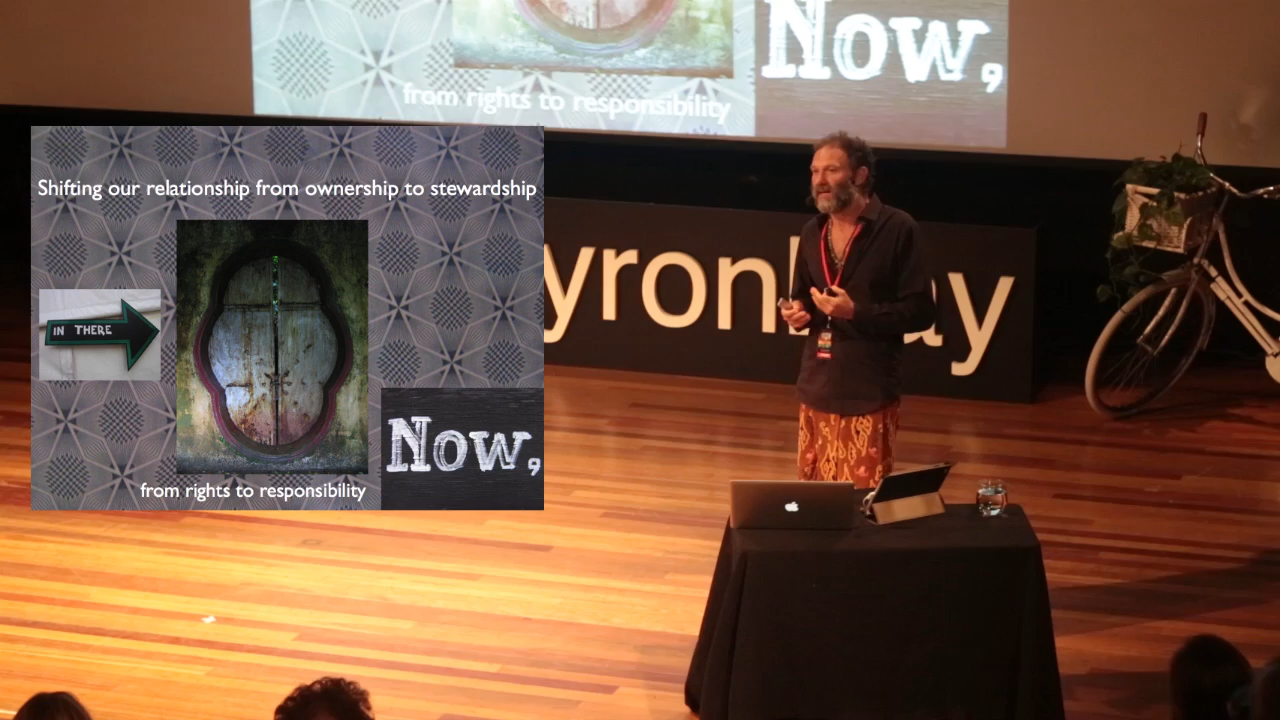 Now,
from rights to responsibility
Shifting our relationship from ownership to stewardship
IN THERE
Now,
from rights to responsibility
yron
ay